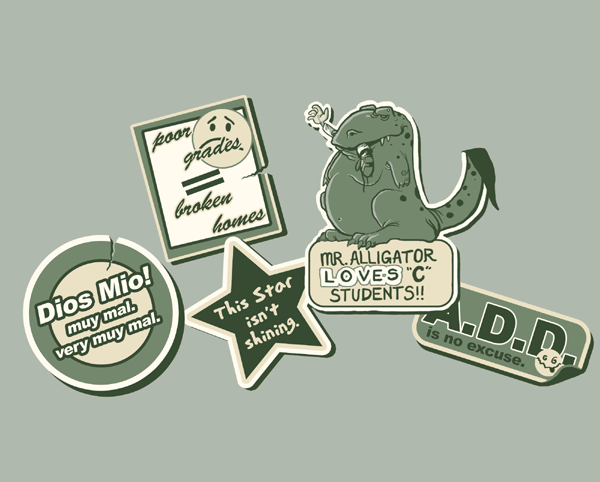 poor
grades
=
broken
homes
MR. ALLIGATOR
LOVES "C"
STUDENTS!!
Dios Mio!
muy mal.
very muy mal.
This Star
isn't
shining.
A.D.D.
is no excuse.